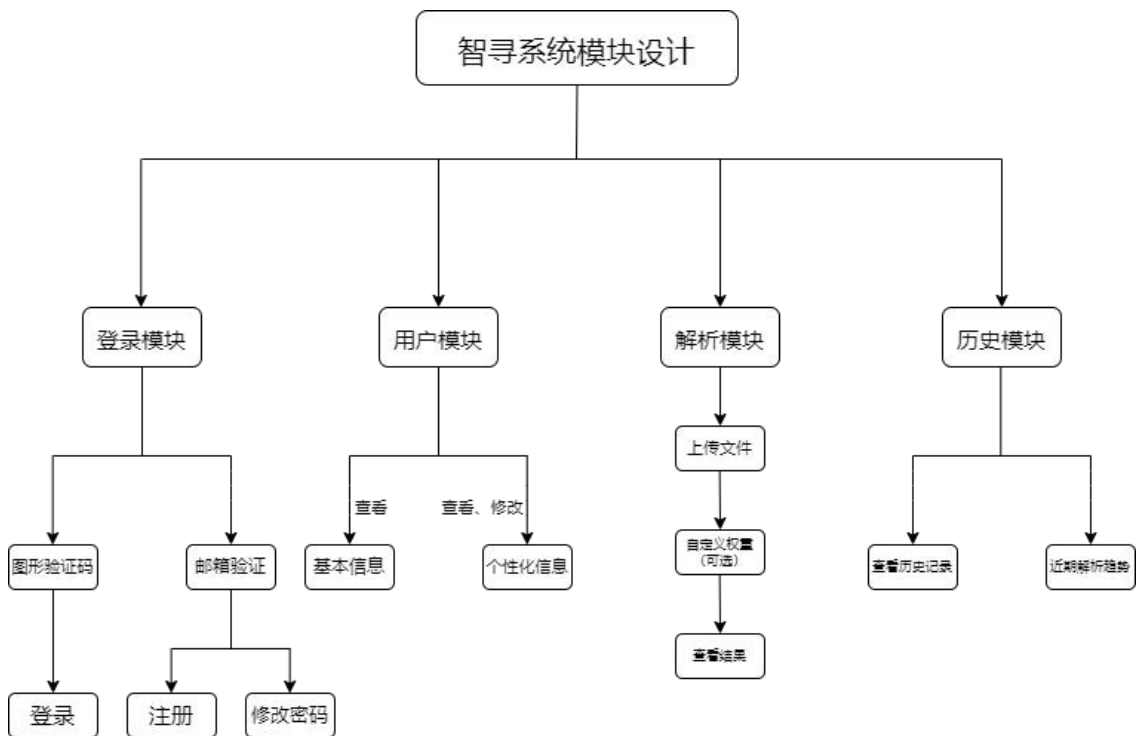 智寻系统模块设计
登录模块
用户模块
解析模块
历史模块
上传文件
查看
查看、修改
图形验证码
邮箱验证
基本信息
个性化信息
自定义权重
(可选)
查看历史记录
近期解析趋势
查看结果
登录
注册
修改密码